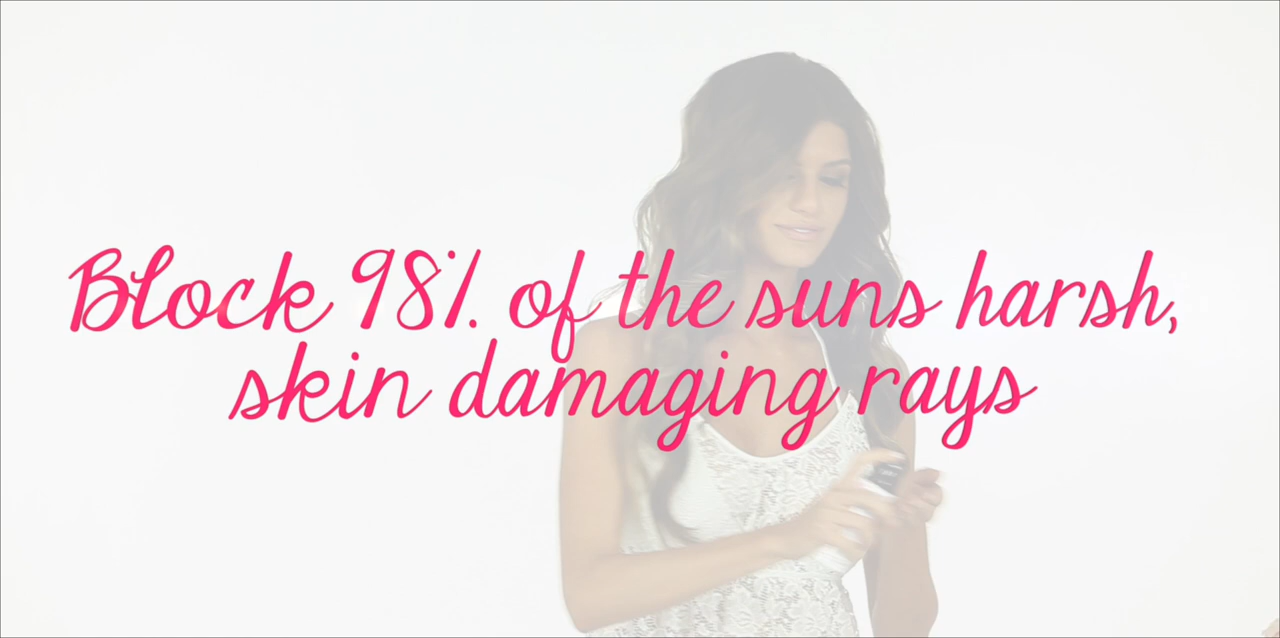 Block 98% of the suns harsh,
skin damaging rays